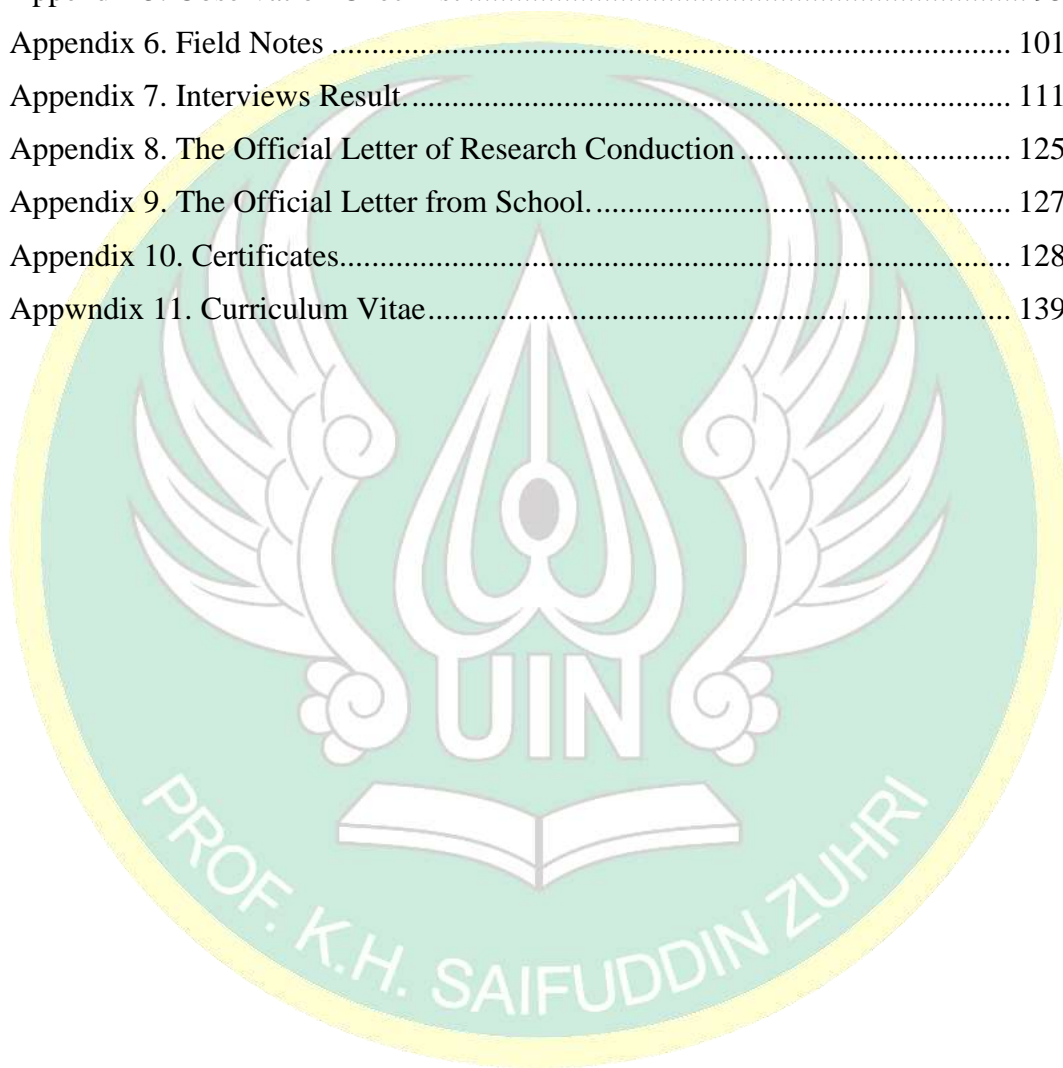 Appendix 6. Field Notes ........................................................................................ 101
Appendix 7. Interviews Result.............................................................................. 111
Appendix 8. The Official Letter of Research Conduction ................................... 125
Appendix 9. The Official Letter from School. ...................................................... 127
Appendix 10. Certificates...................................................................................... 128
Appwndix 11. Curriculum Vitae........................................................................... 139
UIN
PROF. K.H. SAIFUDDIN ZUHRI